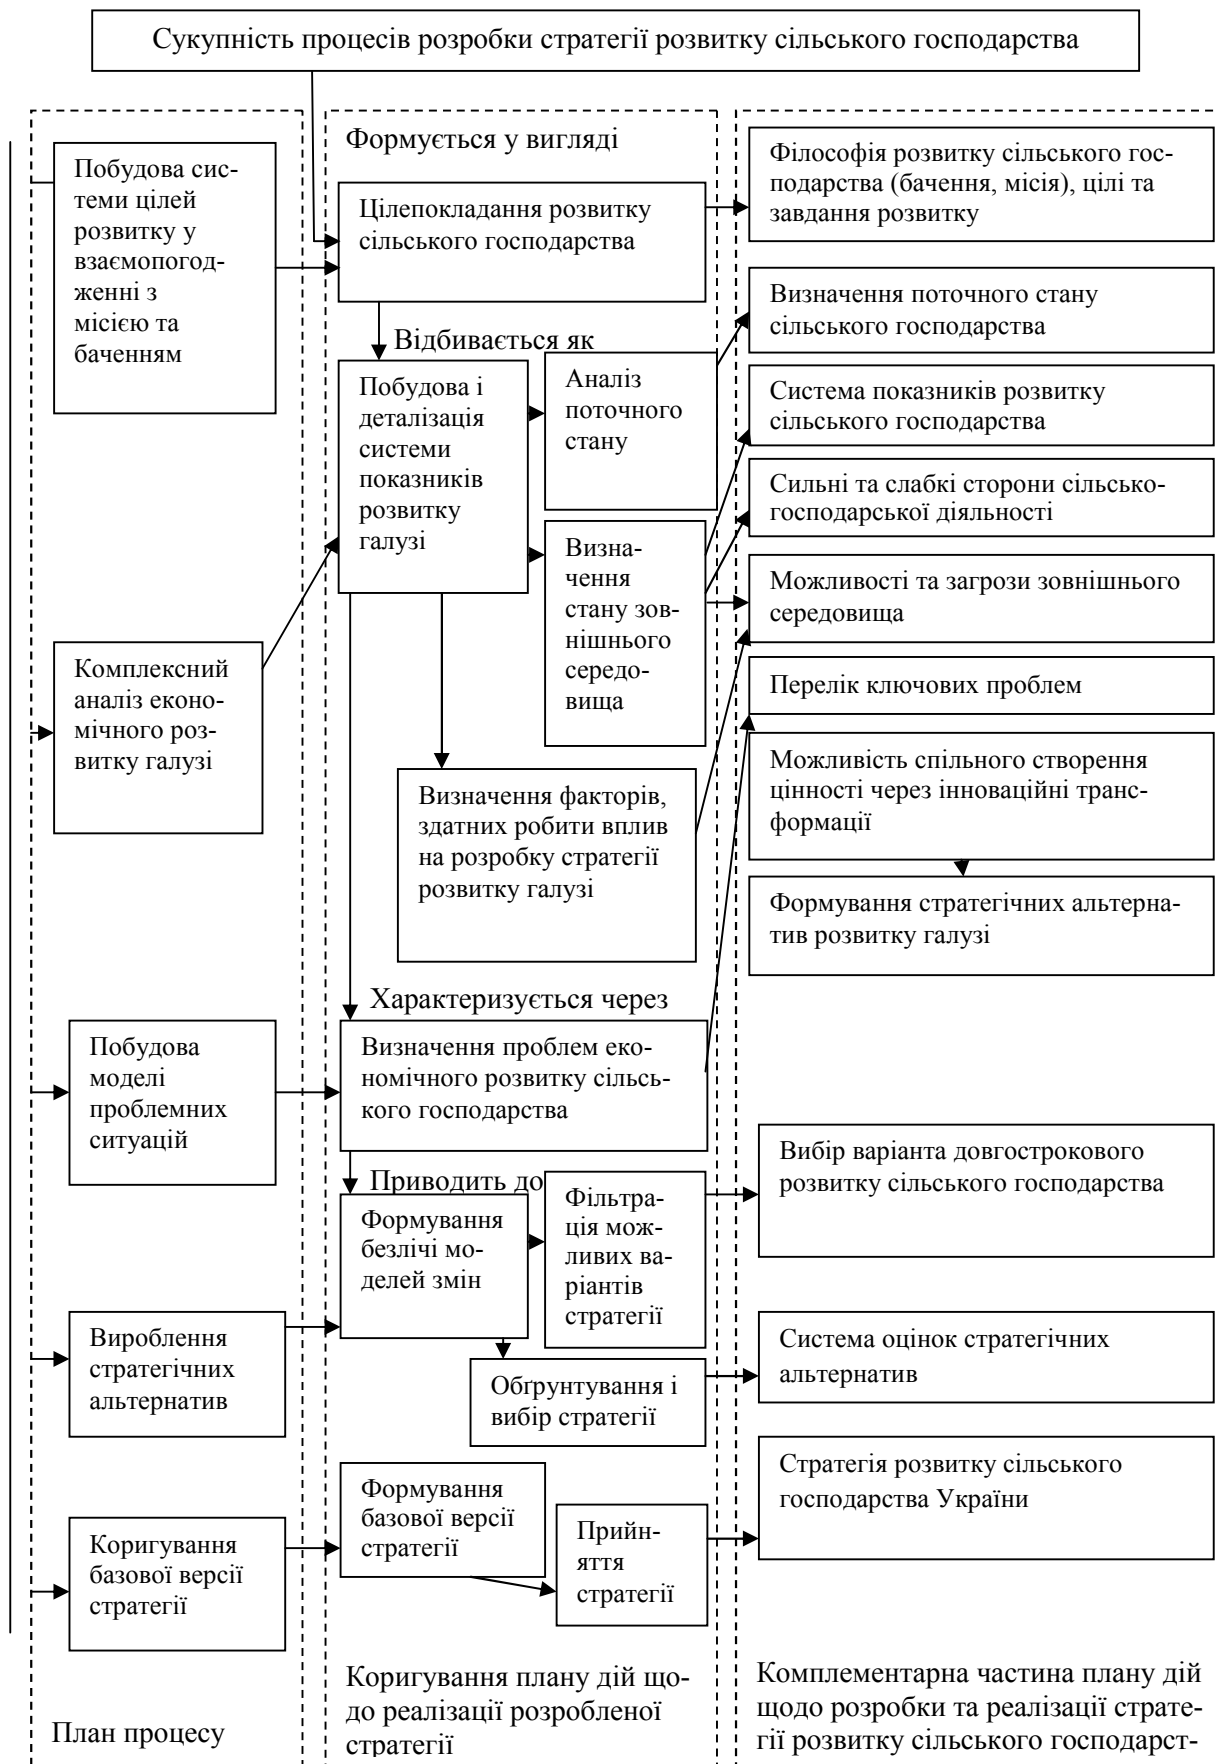 Сукупність процесів розробки стратегії розвитку сільського господарства
Побудова сис-
теми цілей
розвитку у
взаємопогод-
женні з
місією та
баченням
Комплексний
аналіз еконо-
мічного роз-
витку галузі
Побудова
моделі
проблемних
ситуацій
Вироблення
стратегічних
альтернатив
Коригування
базової версії
стратегії
План процесу
Формується у вигляді
Цілепокладання розвитку
сільського господарства
Відбивається як
Побудова і
деталізація
системи
показників
розвитку
галузі
Аналіз
поточного
стану
Визна-
чення
стану зов-
нішнього
середо-
вища
Визначення факторів,
здатних робити вплив
на розробку стратегії
розвитку галузі
Характеризується через
Визначення проблем еко-
номічного розвитку сільсь-
кого господарства
Приводить до
Формування
безлічі мо-
делей змін
Фільтра-
ція мож-
ливих ва-
ріантів
стратегії
Обґрунтування і
вибір стратегії
Формування
базової версії
стратегії
Прийн-
яття
стратегії
Коригування плану дій що-
до реалізації розробленої
стратегії
Філософія розвитку сільського гос-
подарства (бачення, місія), цілі та
завдання розвитку
Визначення поточного стану
сільського господарства
Система показників розвитку
сільського господарства
Сильні та слабкі сторони сільсько-
господарської діяльності
Можливості та загрози зовнішнього
середовища
Перелік ключових проблем
Можливість спільного створення
цінності через інноваційні транс-
формації
Формування стратегічних альтерна-
тив розвитку галузі
Вибір варіанта довгострокового
розвитку сільського господарства
Система оцінок стратегічних
альтернатив
Стратегія розвитку сільського
господарства України
Комплементарна частина плану дій
щодо розробки та реалізації страте-
гії розвитку сільського господарст-